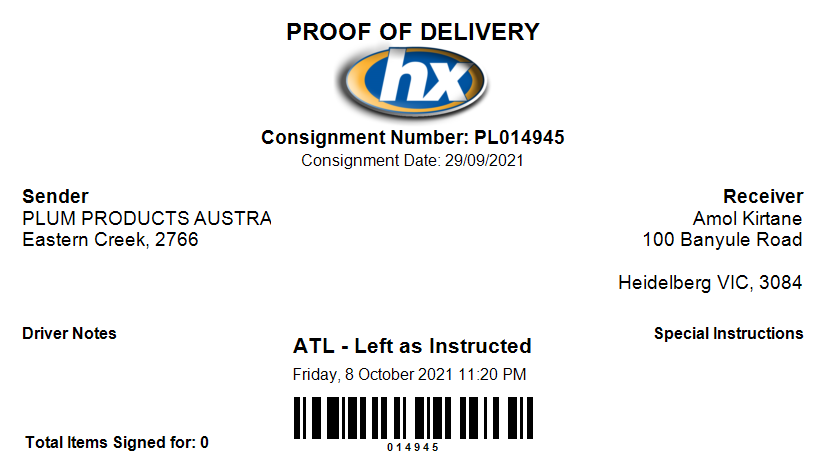 PROOF OF DELIVERY
hx
Consignment Number: PL014945
Consignment Date: 29/09/2021
Sender
PLUM PRODUCTS AUSTRA
Eastern Creek, 2766
Receiver
Amol Kirtane
100 Banyule Road
Heidelberg VIC, 3084
Driver Notes
Special Instructions
ATL - Left as Instructed
Friday, 8 October 2021 11:20 PM
014945
Total Items Signed for: 0